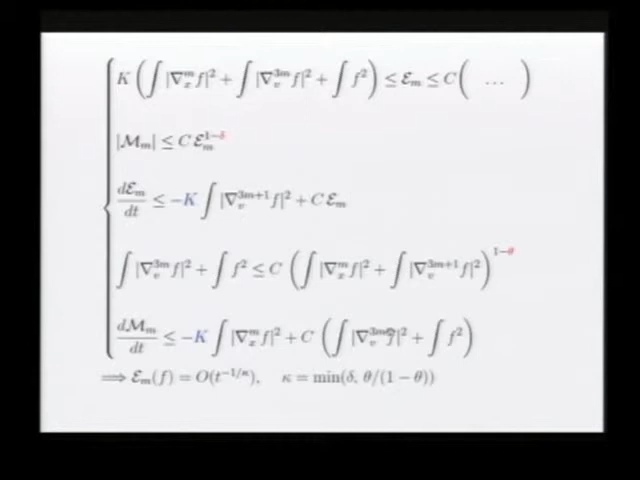 K ( ∫ |∇_x^m f|² + ∫ |∇_v^{3m} f|² + ∫ f² ) ≤ ℰ_m ≤ C ( … )
|ℳ_m| ≤ C ℰ_m^{1−δ}
dℰ_m/dt ≤ −K ∫ |∇_v^{3m+1} f|² + C ℰ_m
∫ |∇_v^{3m} f|² + ∫ f² ≤ C ( ∫ |∇_x^m f|² + ∫ |∇_v^{3m+1} f|² )^{1−θ}
dℳ_m/dt ≤ −K ∫ |∇_x^m f|² + C ( ∫ |∇_v^{3m} f|² + ∫ f² )
⟹ ℰ_m(f) = O(t^{−1/κ}), κ = min(δ, θ/(1 − θ))